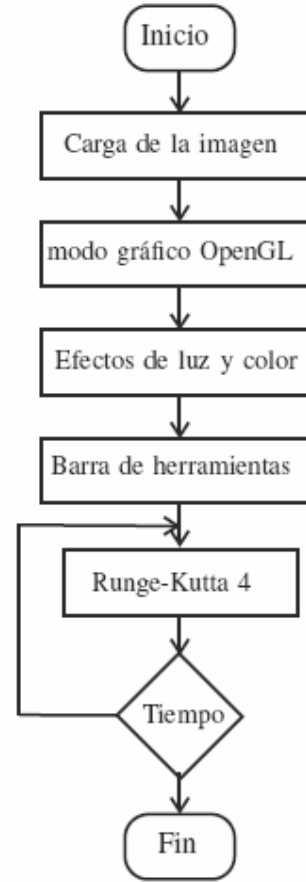 Inicio
Carga de la imagen
modo gráfico OpenGL
Efectos de luz y color
Barra de herramientas
Runge-Kutta 4
Tiempo
Fin